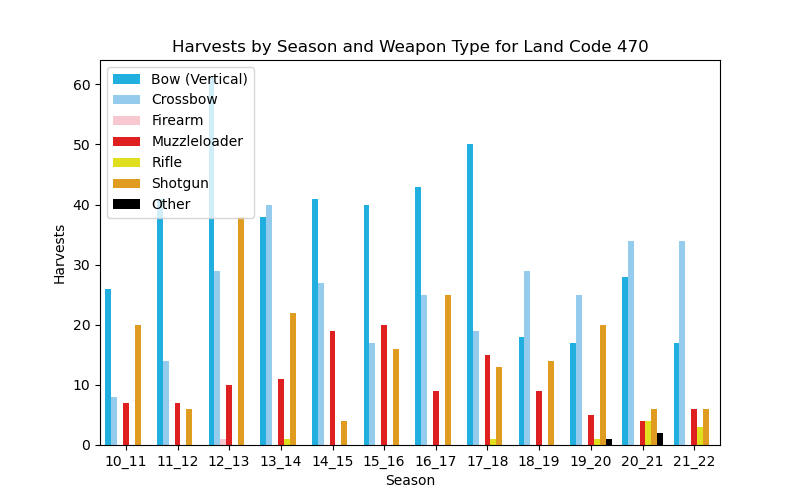 Harvests by Season and Weapon Type for Land Code 470
Bow (Vertical)
Crossbow
Firearm
Muzzleloader
Rifle
Shotgun
Other
60
50
40
30
20
10
0
Harvests
10_11 11_12 12_13 13_14 14_15 15_16 16_17 17_18 18_19 19_20 20_21 21_22
Season